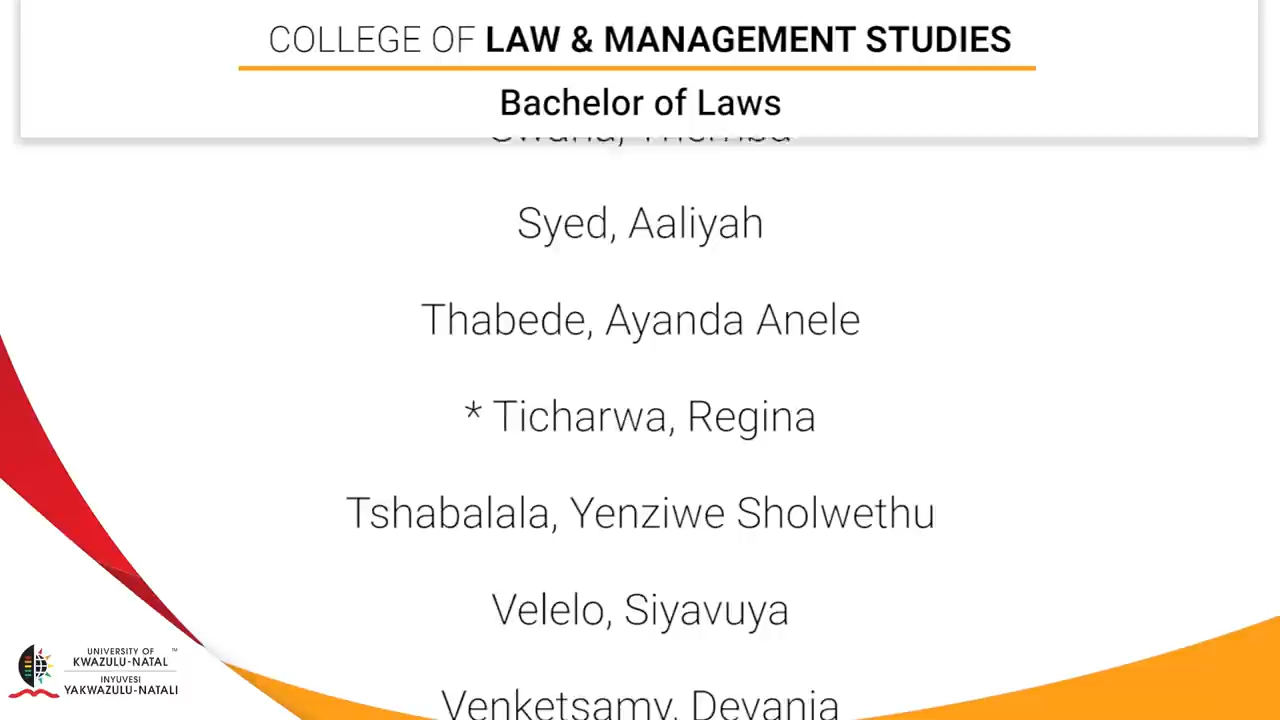 COLLEGE OF LAW & MANAGEMENT STUDIES
Bachelor of Laws
Syed, Aaliyah
Thabede, Ayanda Anele
* Ticharwa, Regina
Tshabalala, Yenziwe Sholwethu
Velelo, Siyavuya
Venketsamy, Devania
UNIVERSITY OF
KWAZULU-NATAL
INYUVESI
YAKWAZULU-NATALI